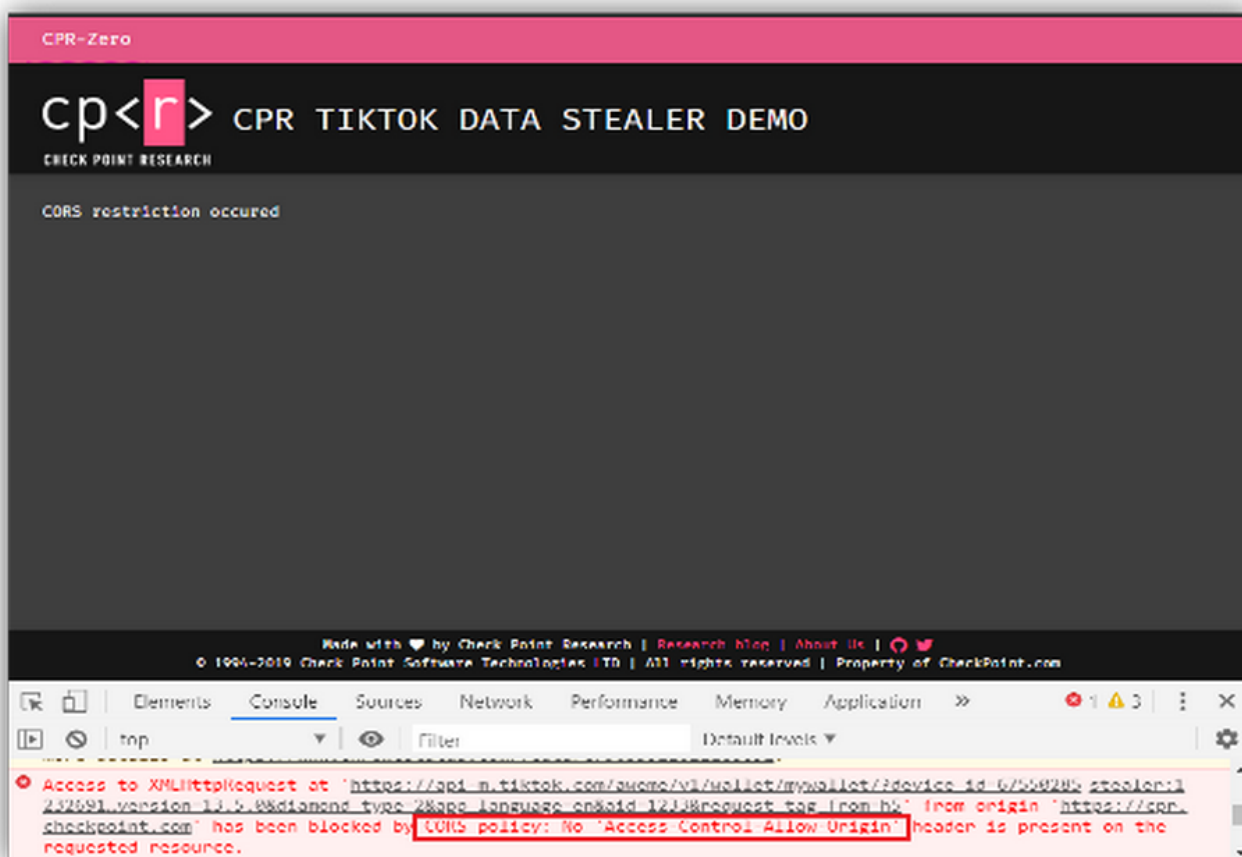 CPR-Zero
cp<r> CPR TIKTOK DATA STEALER DEMO
CHECK POINT RESEARCH
CORS restriction occured
Made with ♥ by Check Point Research | Research blog | About Us |
© 1994-2019 Check Point Software Technologies LTD | All rights reserved | Property of CheckPoint.com
Elements Console Sources Network Performance Memory Application » 1 3
top Filter Default levels
Access to XMLHttpRequest at 'https://api-m.tiktok.com/aweme/v1/wallet/mywallet/?device_id=
version=13.5.0&diamond_type=2&app_language=en&aid=1233&request_tag_from=h5' from origin 'https://cpr.
checkpoint.com' has been blocked by CORS policy: No 'Access-Control-Allow-Origin' header is present on the
requested resource.